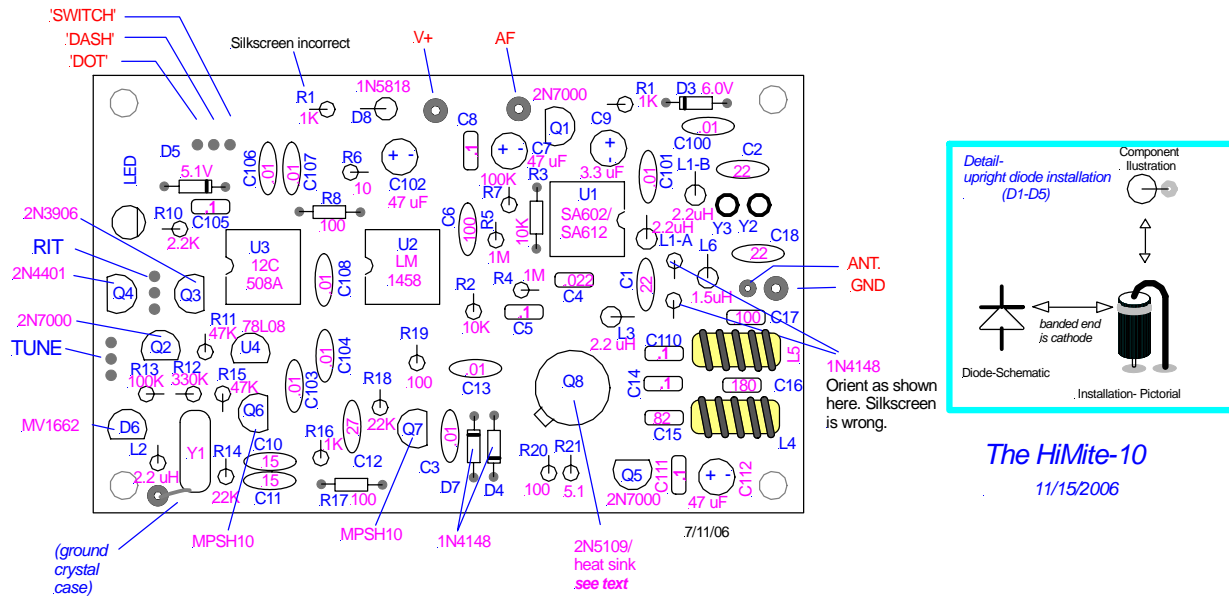 'SWITCH'
'DASH'
'DOT'
Silkscreen incorrect
V+
AF
1N5818
2N7000
R1
1K
D8
C8
.1
Q1
C9
R1
.1K
D3
6.0V
.01
C100
LED
D5
5.1V
.1
C105
C106
.01
.01
C107
R6
10
+ -
C102
47 uF
+ -
C7
47 uF
100K
R3
R7
10K
+ -
3.3 uF
C101
.01
L1-B
2.2uH
C2
22
2N3906
R10
2.2K
R8
100
C6
100
R5
1M
U1
SA602/
SA612
2.2uH
L1-A
Y3
Y2
C18
22
RIT
2N4401
Q4
Q3
U3
12C
508A
.01
C108
U2
LM
1458
R2
10K
R4
.1M
C5
.1
.022
C4
C1
22
L6
1.5uH
ANT.
GND
2N7000
TUNE
Q2
R11
47K
.78L08
U4
R19
100
L3
2.2 uH
C110
.1
100
C17
L5
R13
100K
R12
330K
R15
47K
.01
C103
.01
C104
R18
22K
.01
C13
Q8
C14
.1
180
C16
1N4148
Orient as shown
here. Silkscreen
is wrong.
MV1662
D6
Q6
.27
C12
Q7
.01
C3
82
C15
L4
L2
2.2 uH
Y1
R14
22K
C10
.15
.15
C11
R16
1K
R17
.100
D7
D4
R20
100
R21
5.1
Q5
2N7000
C111
.1
+ -
C112
47 uF
7/11/06
(ground
crystal
case)
MPSH10
MPSH10
1N4148
2N5109/
heat sink
see text
Detail-
upright diode installation
(D1-D5)
Component
Illustration
Diode-Schematic
banded end
is cathode
Installation- Pictorial
The HiMite-10
11/15/2006